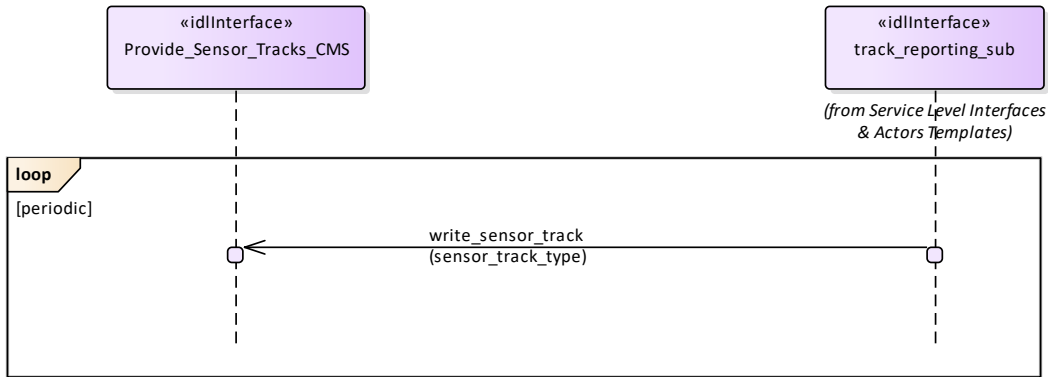 «idlInterface»
Provide_Sensor_Tracks_CMS
«idlInterface»
track_reporting_sub
(from Service Level Interfaces
& Actors Templates)
loop
[periodic]
write_sensor_track
(sensor_track_type)